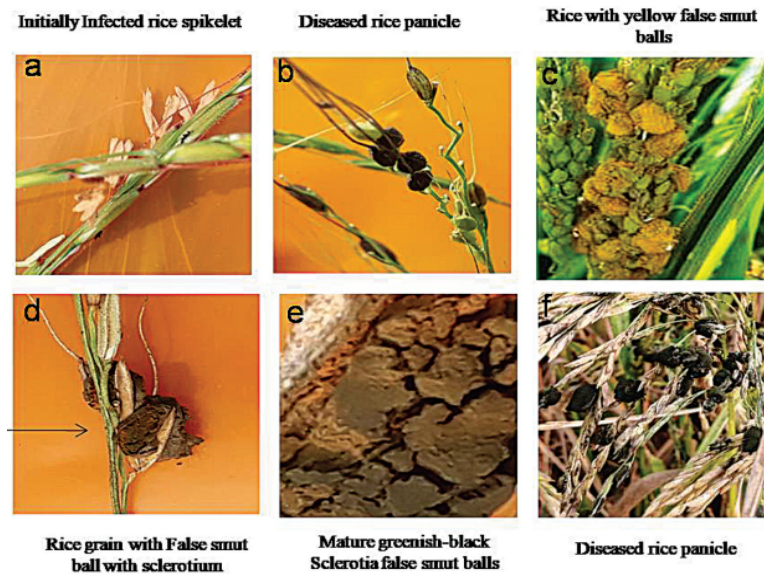 Initially Infected rice spikelet
Diseased rice panicle
Rice with yellow false smut
balls
a
b
c
d
e
f
Rice grain with False smut
ball with sclerotium
Mature greenish-black
Sclerotia false smut balls
Diseased rice panicle